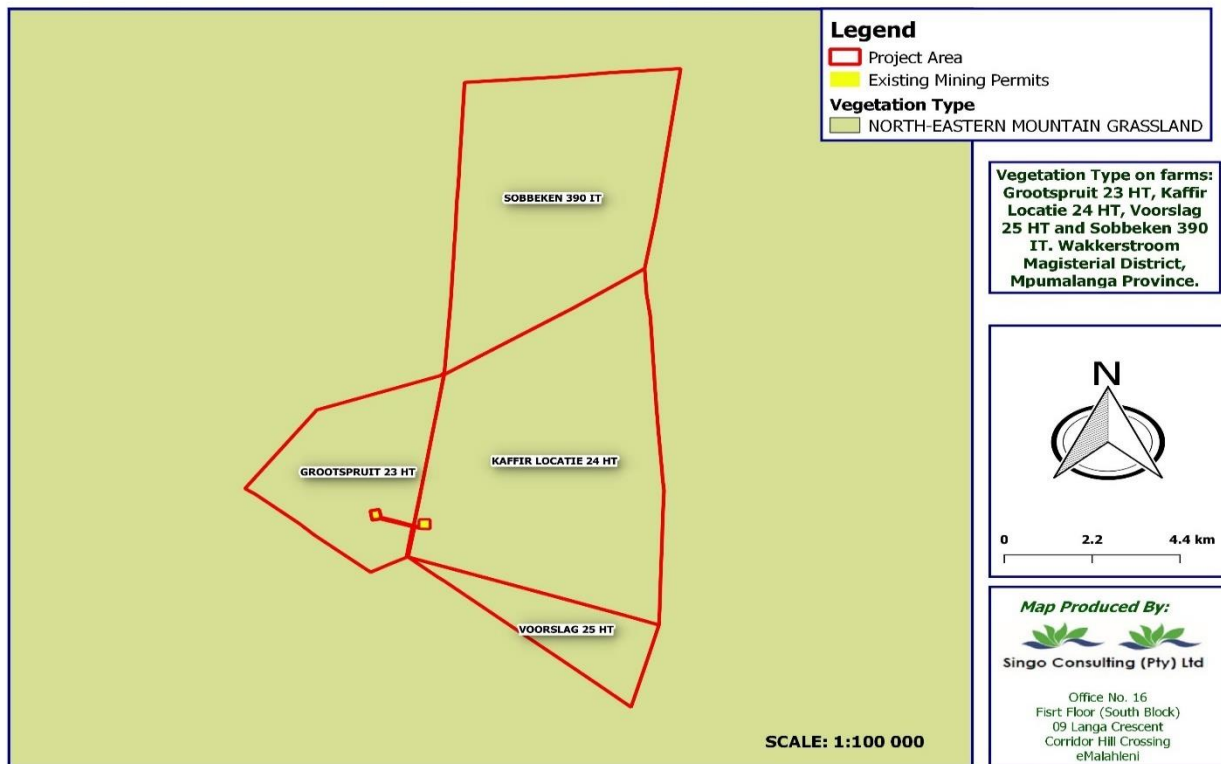 Legend
Project Area
Existing Mining Permits
Vegetation Type
NORTH-EASTERN MOUNTAIN GRASSLAND
SOBBEKEN 390 IT
GROOTSPRUIT 23 HT
KAFFIR LOCATIE 24 HT
VOORSLAG 25 HT
SCALE: 1:100 000
Vegetation Type on farms:
Grootspruit 23 HT, Kaffir
Locatie 24 HT, Voorslag
25 HT and Sobbeken 390
IT. Wakkerstroom
Magisterial District,
Mpumalanga Province.
N
0 2.2 4.4 km
Map Produced By:
Singo Consulting (Pty) Ltd
Office No. 16
Fisrt Floor (South Block)
09 Langa Crescent
Corridor Hill Crossing
eMalahleni